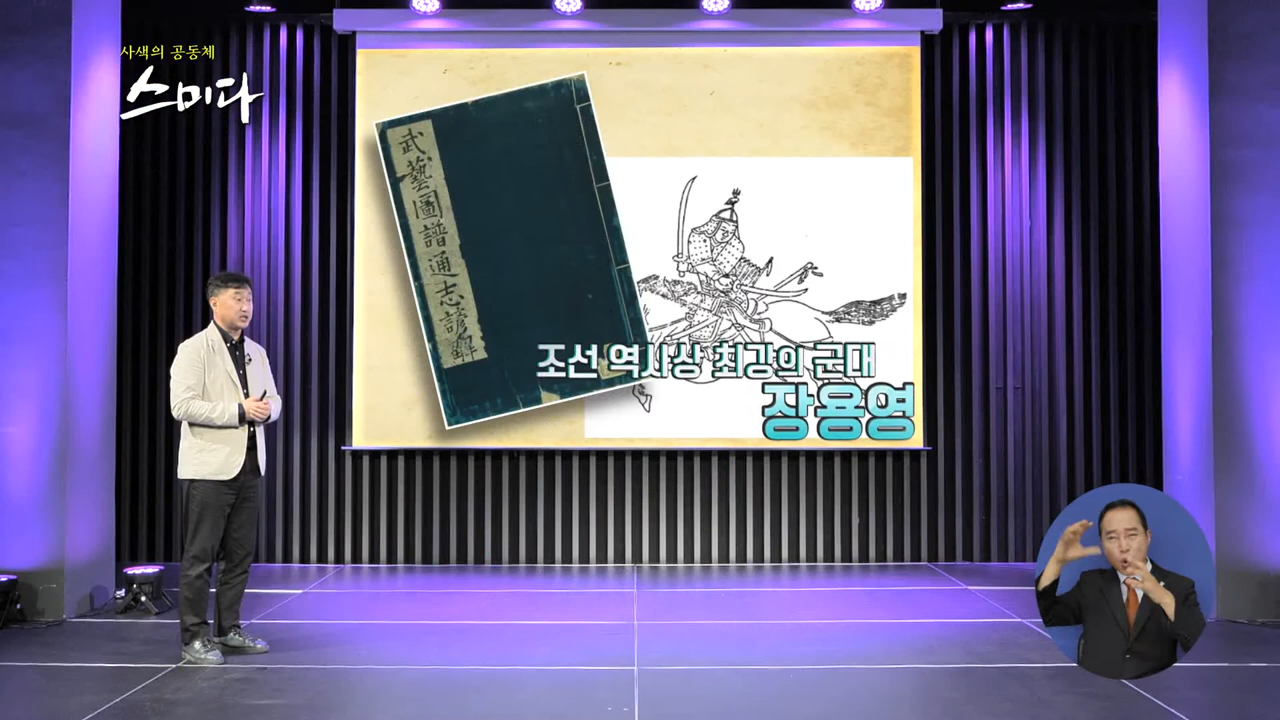 사색의 공동체
스미다
武藝圖譜通志諺解
조선 역사상 최강의 군대
장용영